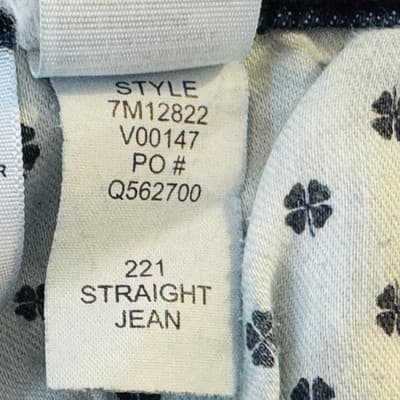 STYLE
7M12822
V00147
PO #
Q562700
221
STRAIGHT
JEAN
R